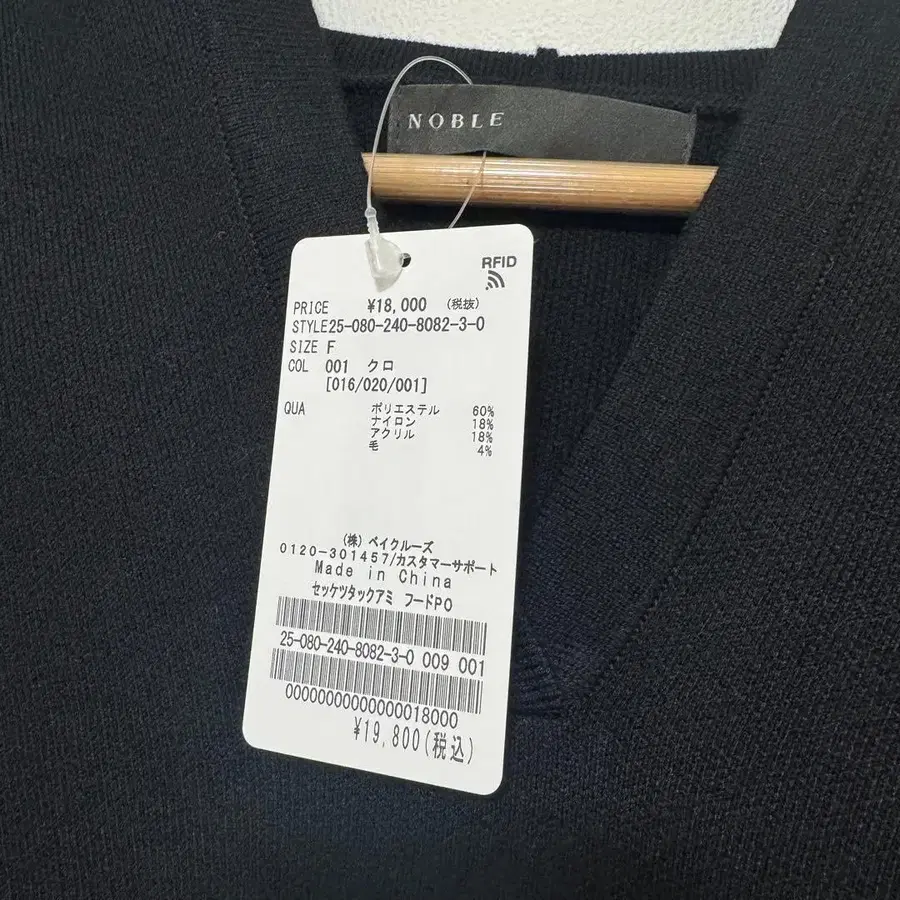 NOBLE
RFID
PRICE ¥18,000 (税抜)
STYLE25-080-240-8082-3-0
SIZE F
COL 001 クロ
[016/020/001]
QUA ポリエステル 60%
ナイロン 18%
アクリル 18%
毛 4%
(株)ベイクルーズ
0120-301457/カスタマーサポート
Made in China
セッケツタックアミ フードPO
25-080-240-8082-3-0 009 001
0000000000000018000
¥19,800(税込)